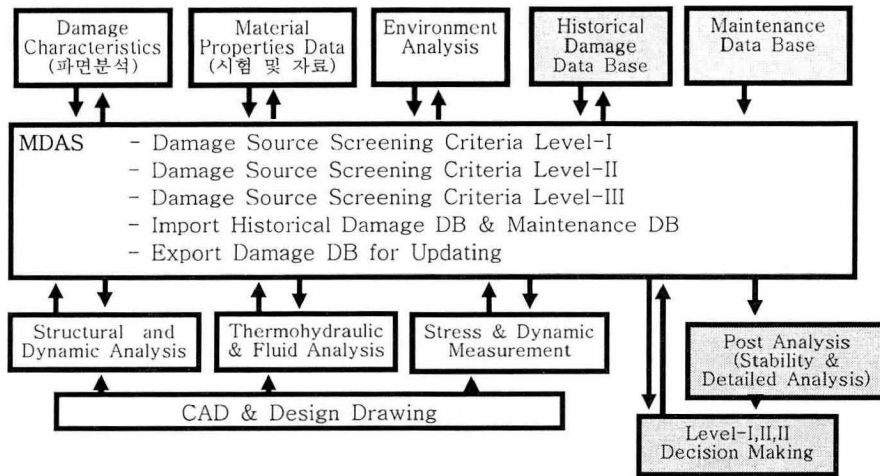 Damage
Characteristics
(파면분석)
Material
Properties Data
(시험 및 자료)
Environment
Analysis
Historical
Damage
Data Base
Maintenance
Data Base
MDAS - Damage Source Screening Criteria Level-I
- Damage Source Screening Criteria Level-II
- Damage Source Screening Criteria Level-III
- Import Historical Damage DB & Maintenance DB
- Export Damage DB for Updating
Structural and
Dynamic Analysis
Thermohydraulic
& Fluid Analysis
Stress & Dynamic
Measurement
Post Analysis
(Stability &
Detailed Analysis)
CAD & Design Drawing
Level-I,II,II
Decision Making